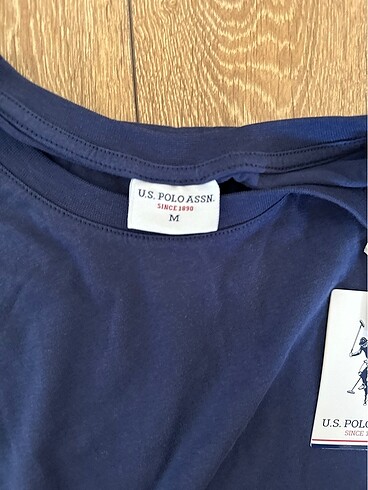 U.S. POLO ASSN.
SINCE 1890
M
U.S. POLO
SINCE 1